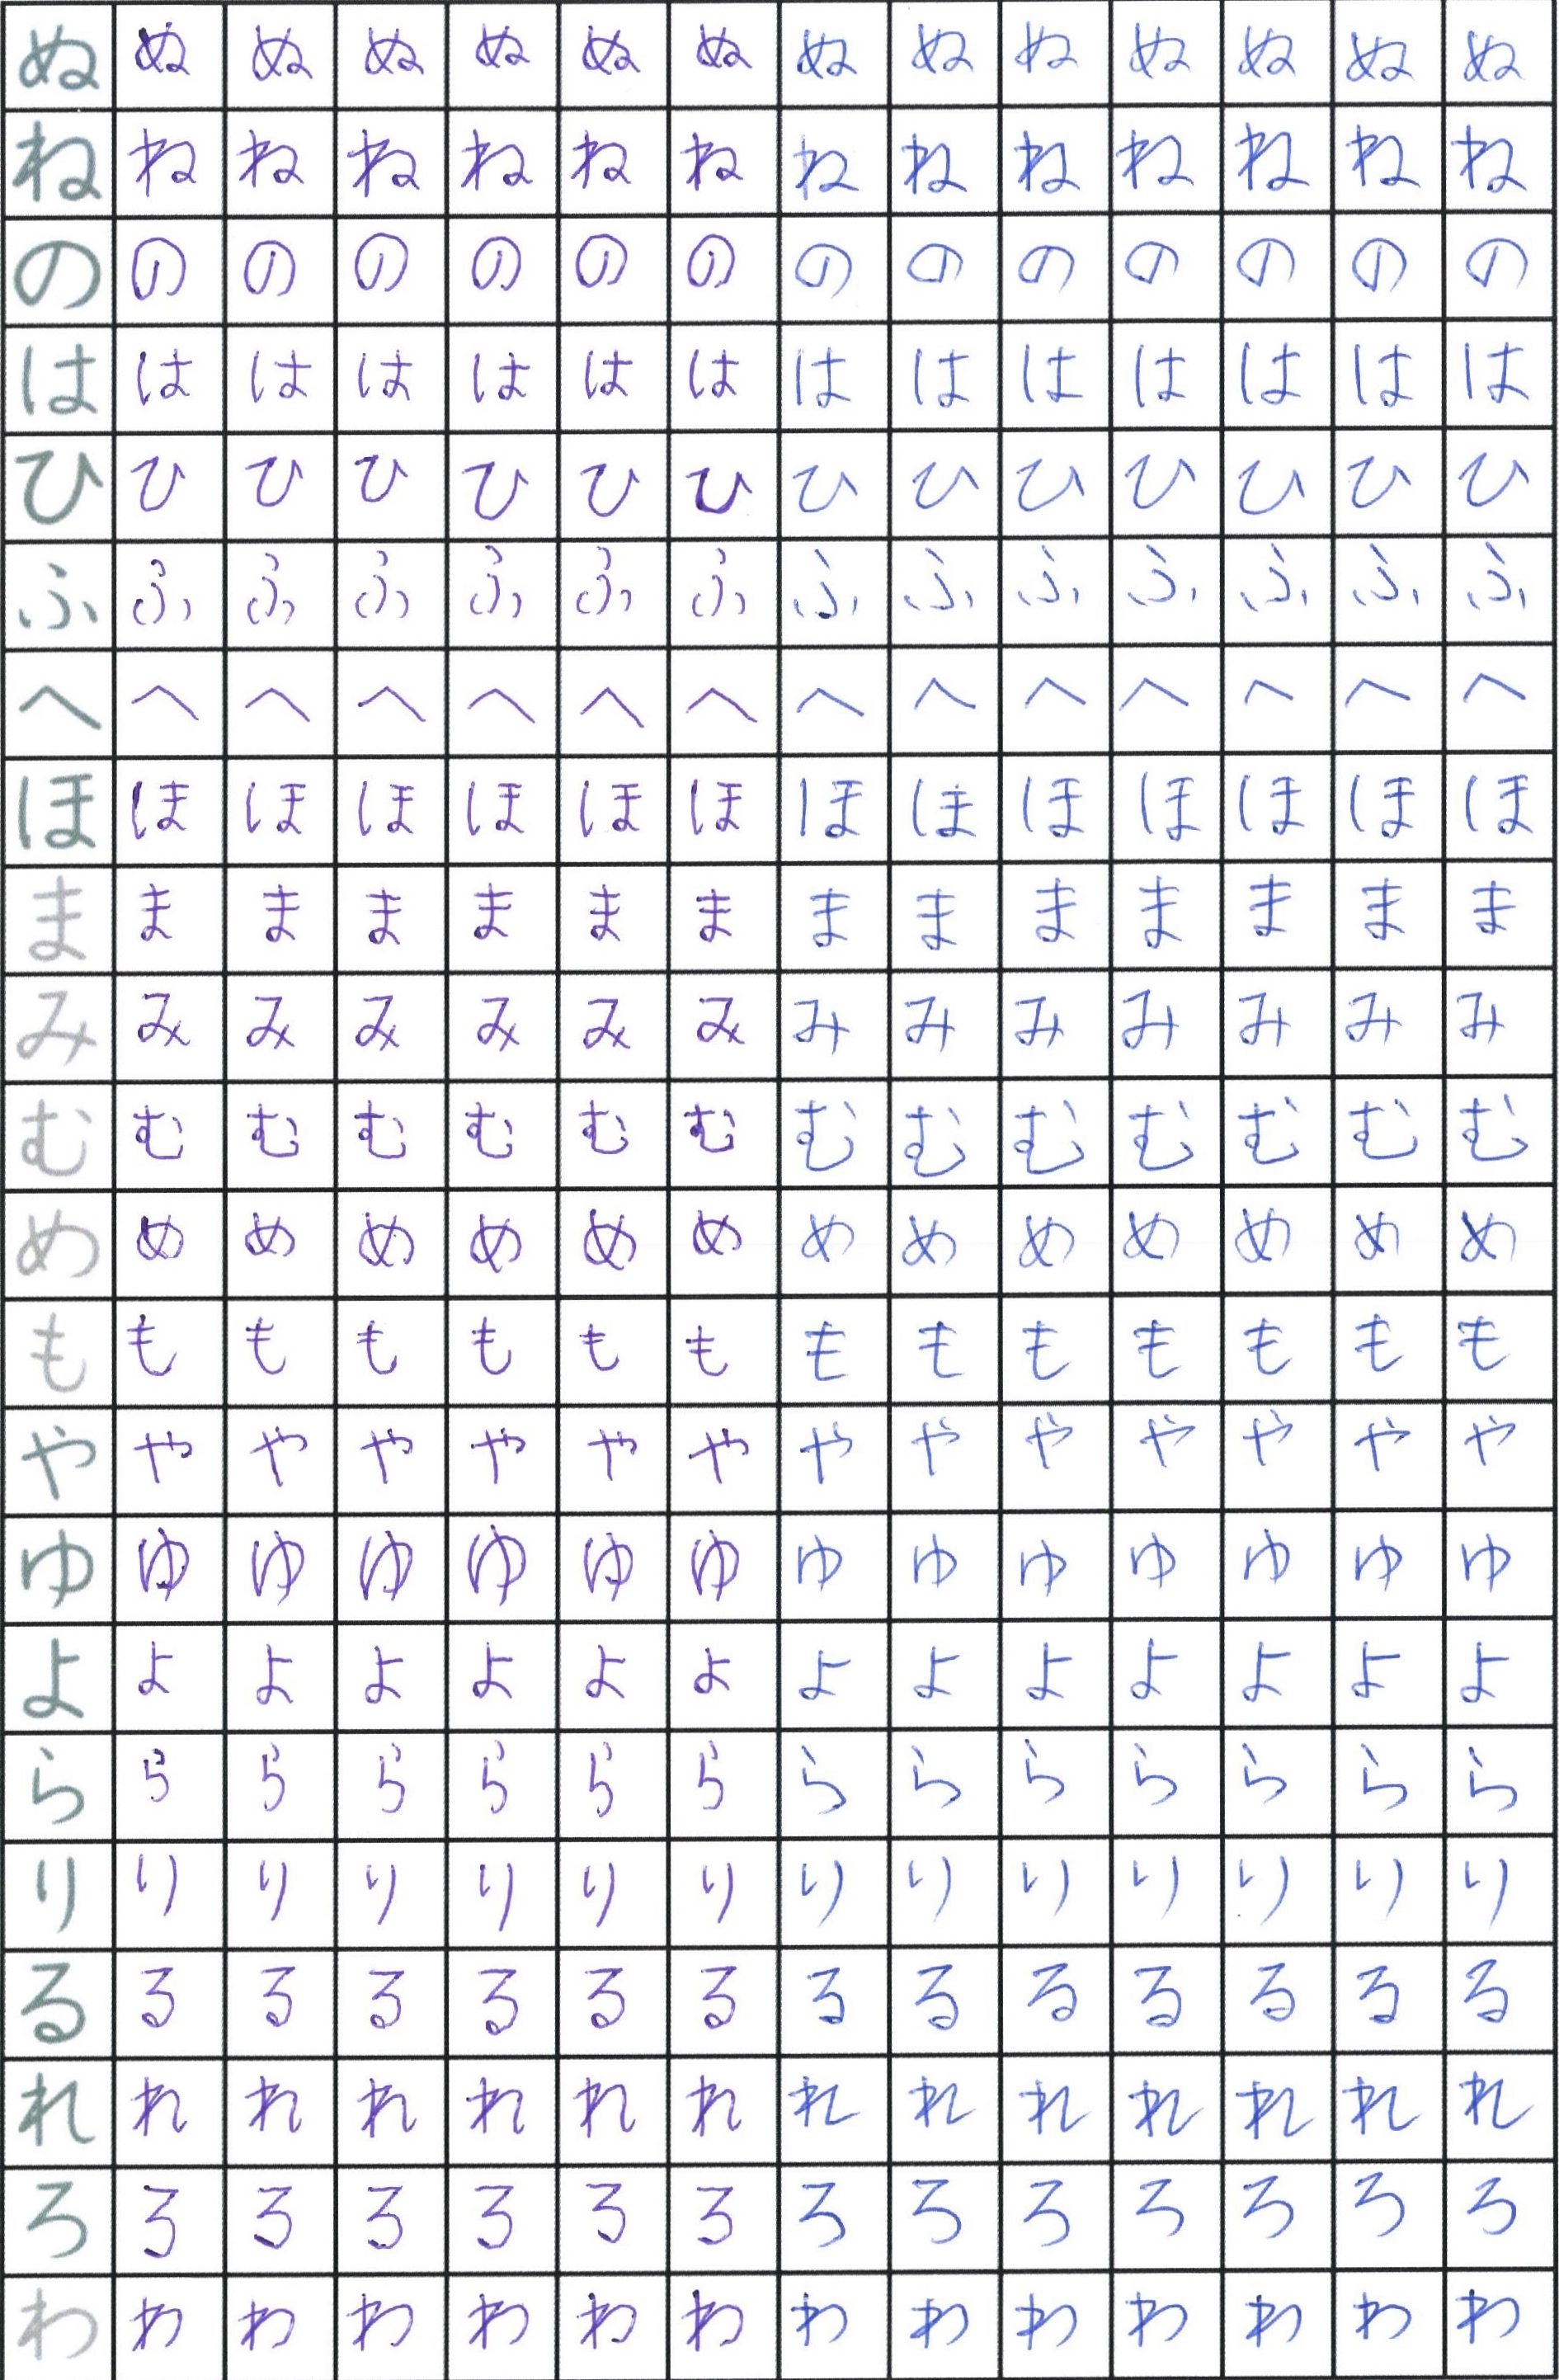 ぬ ぬ ぬ ぬ ぬ ぬ ぬ ぬ ぬ ぬ ぬ ぬ ぬ ぬ
ね ね ね ね ね ね ね ね ね ね ね ね ね ね
の の の の の の の の の の の の の の
は は は は は は は は は は は は は は
ひ ひ ひ ひ ひ ひ ひ ひ ひ ひ ひ ひ ひ ひ
ふ ふ ふ ふ ふ ふ ふ ふ ふ ふ ふ ふ ふ ふ
へ へ へ へ へ へ へ へ へ へ へ へ へ へ
ほ ほ ほ ほ ほ ほ ほ ほ ほ ほ ほ ほ ほ ほ
ま ま ま ま ま ま ま ま ま ま ま ま ま ま
み み み み み み み み み み み み み み
む む む む む む む む む む む む む む
め め め め め め め め め め め め め め
も も も も も も も も も も も も も も
や や や や や や や や や や や や や や
ゆ ゆ ゆ ゆ ゆ ゆ ゆ ゆ ゆ ゆ ゆ ゆ ゆ ゆ
よ よ よ よ よ よ よ よ よ よ よ よ よ よ
ら ら ら ら ら ら ら ら ら ら ら ら ら ら
り り り り り り り り り り り り り り
る る る る る る る る る る る る る る
れ れ れ れ れ れ れ れ れ れ れ れ れ れ
ろ ろ ろ ろ ろ ろ ろ ろ ろ ろ ろ ろ ろ ろ
わ わ わ わ わ わ わ わ わ わ わ わ わ わ